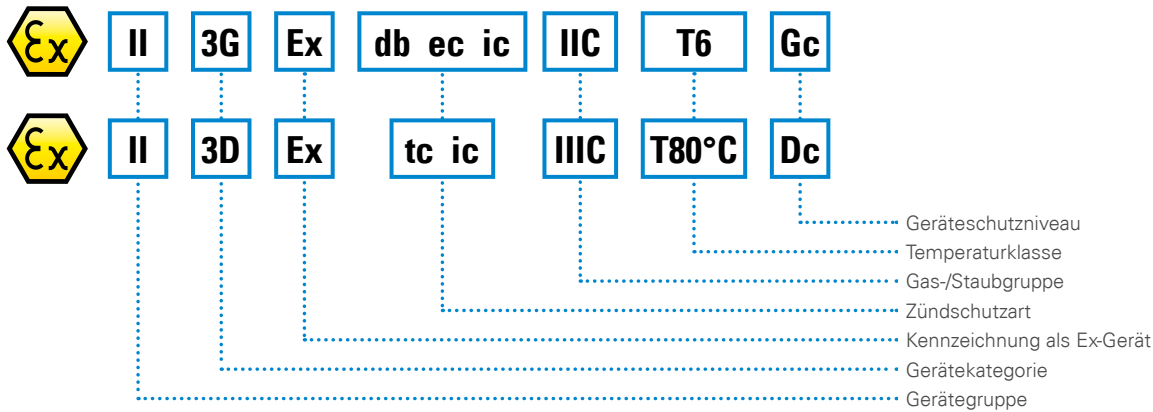 Ex II 3G Ex db ec ic IIC T6 Gc
Ex II 3D Ex tc ic IIIC T80°C Dc
Geräteschutzniveau
Temperaturklasse
Gas-/Staubgruppe
Zündschutzart
Kennzeichnung als Ex-Gerät
Gerätekategorie
Gerätegruppe